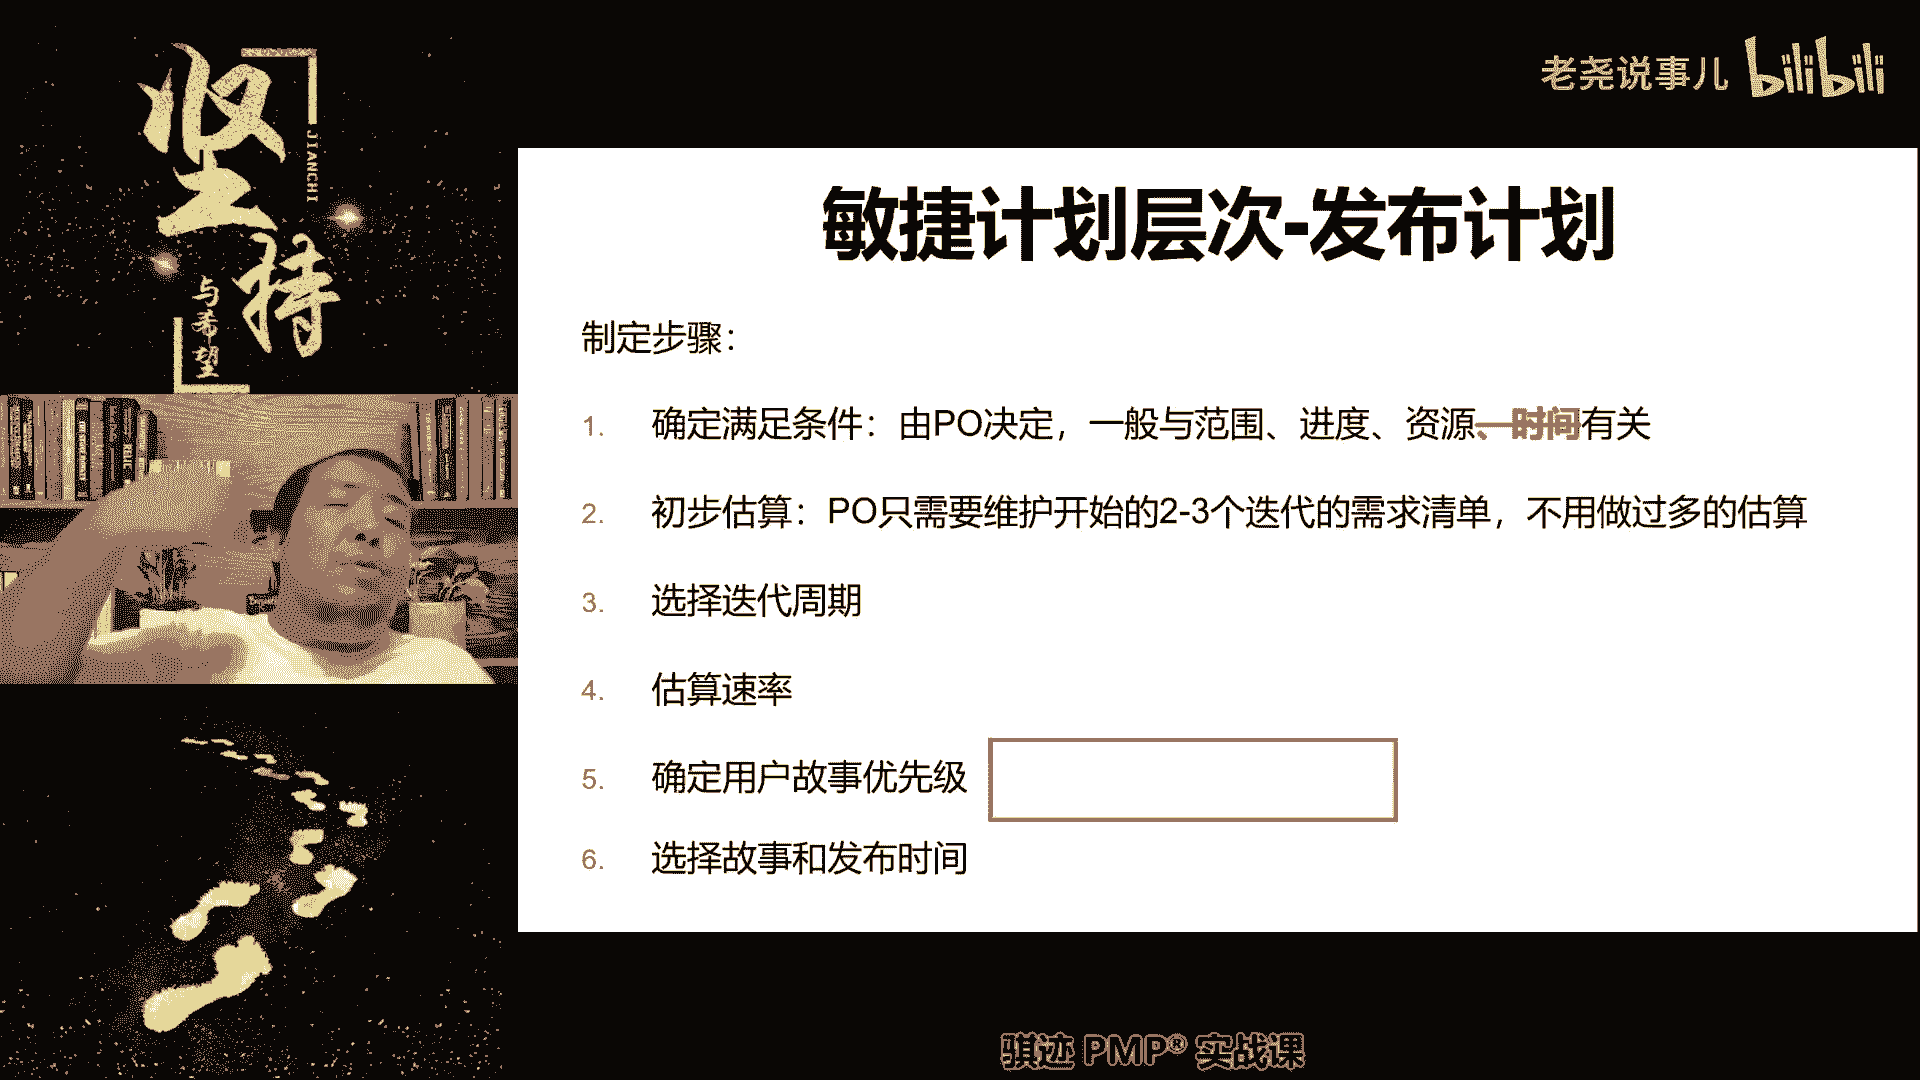 坚持
JIANCHI
与希望
老尧说事儿 bilibili
敏捷计划层次-发布计划
制定步骤：
1. 确定满足条件：由PO决定，一般与范围、进度、资源、时间有关
2. 初步估算：PO只需要维护开始的2-3个迭代的需求清单，不用做过多的估算
3. 选择迭代周期
4. 估算速率
5. 确定用户故事优先级
6. 选择故事和发布时间
骐迹 PMP® 实战课